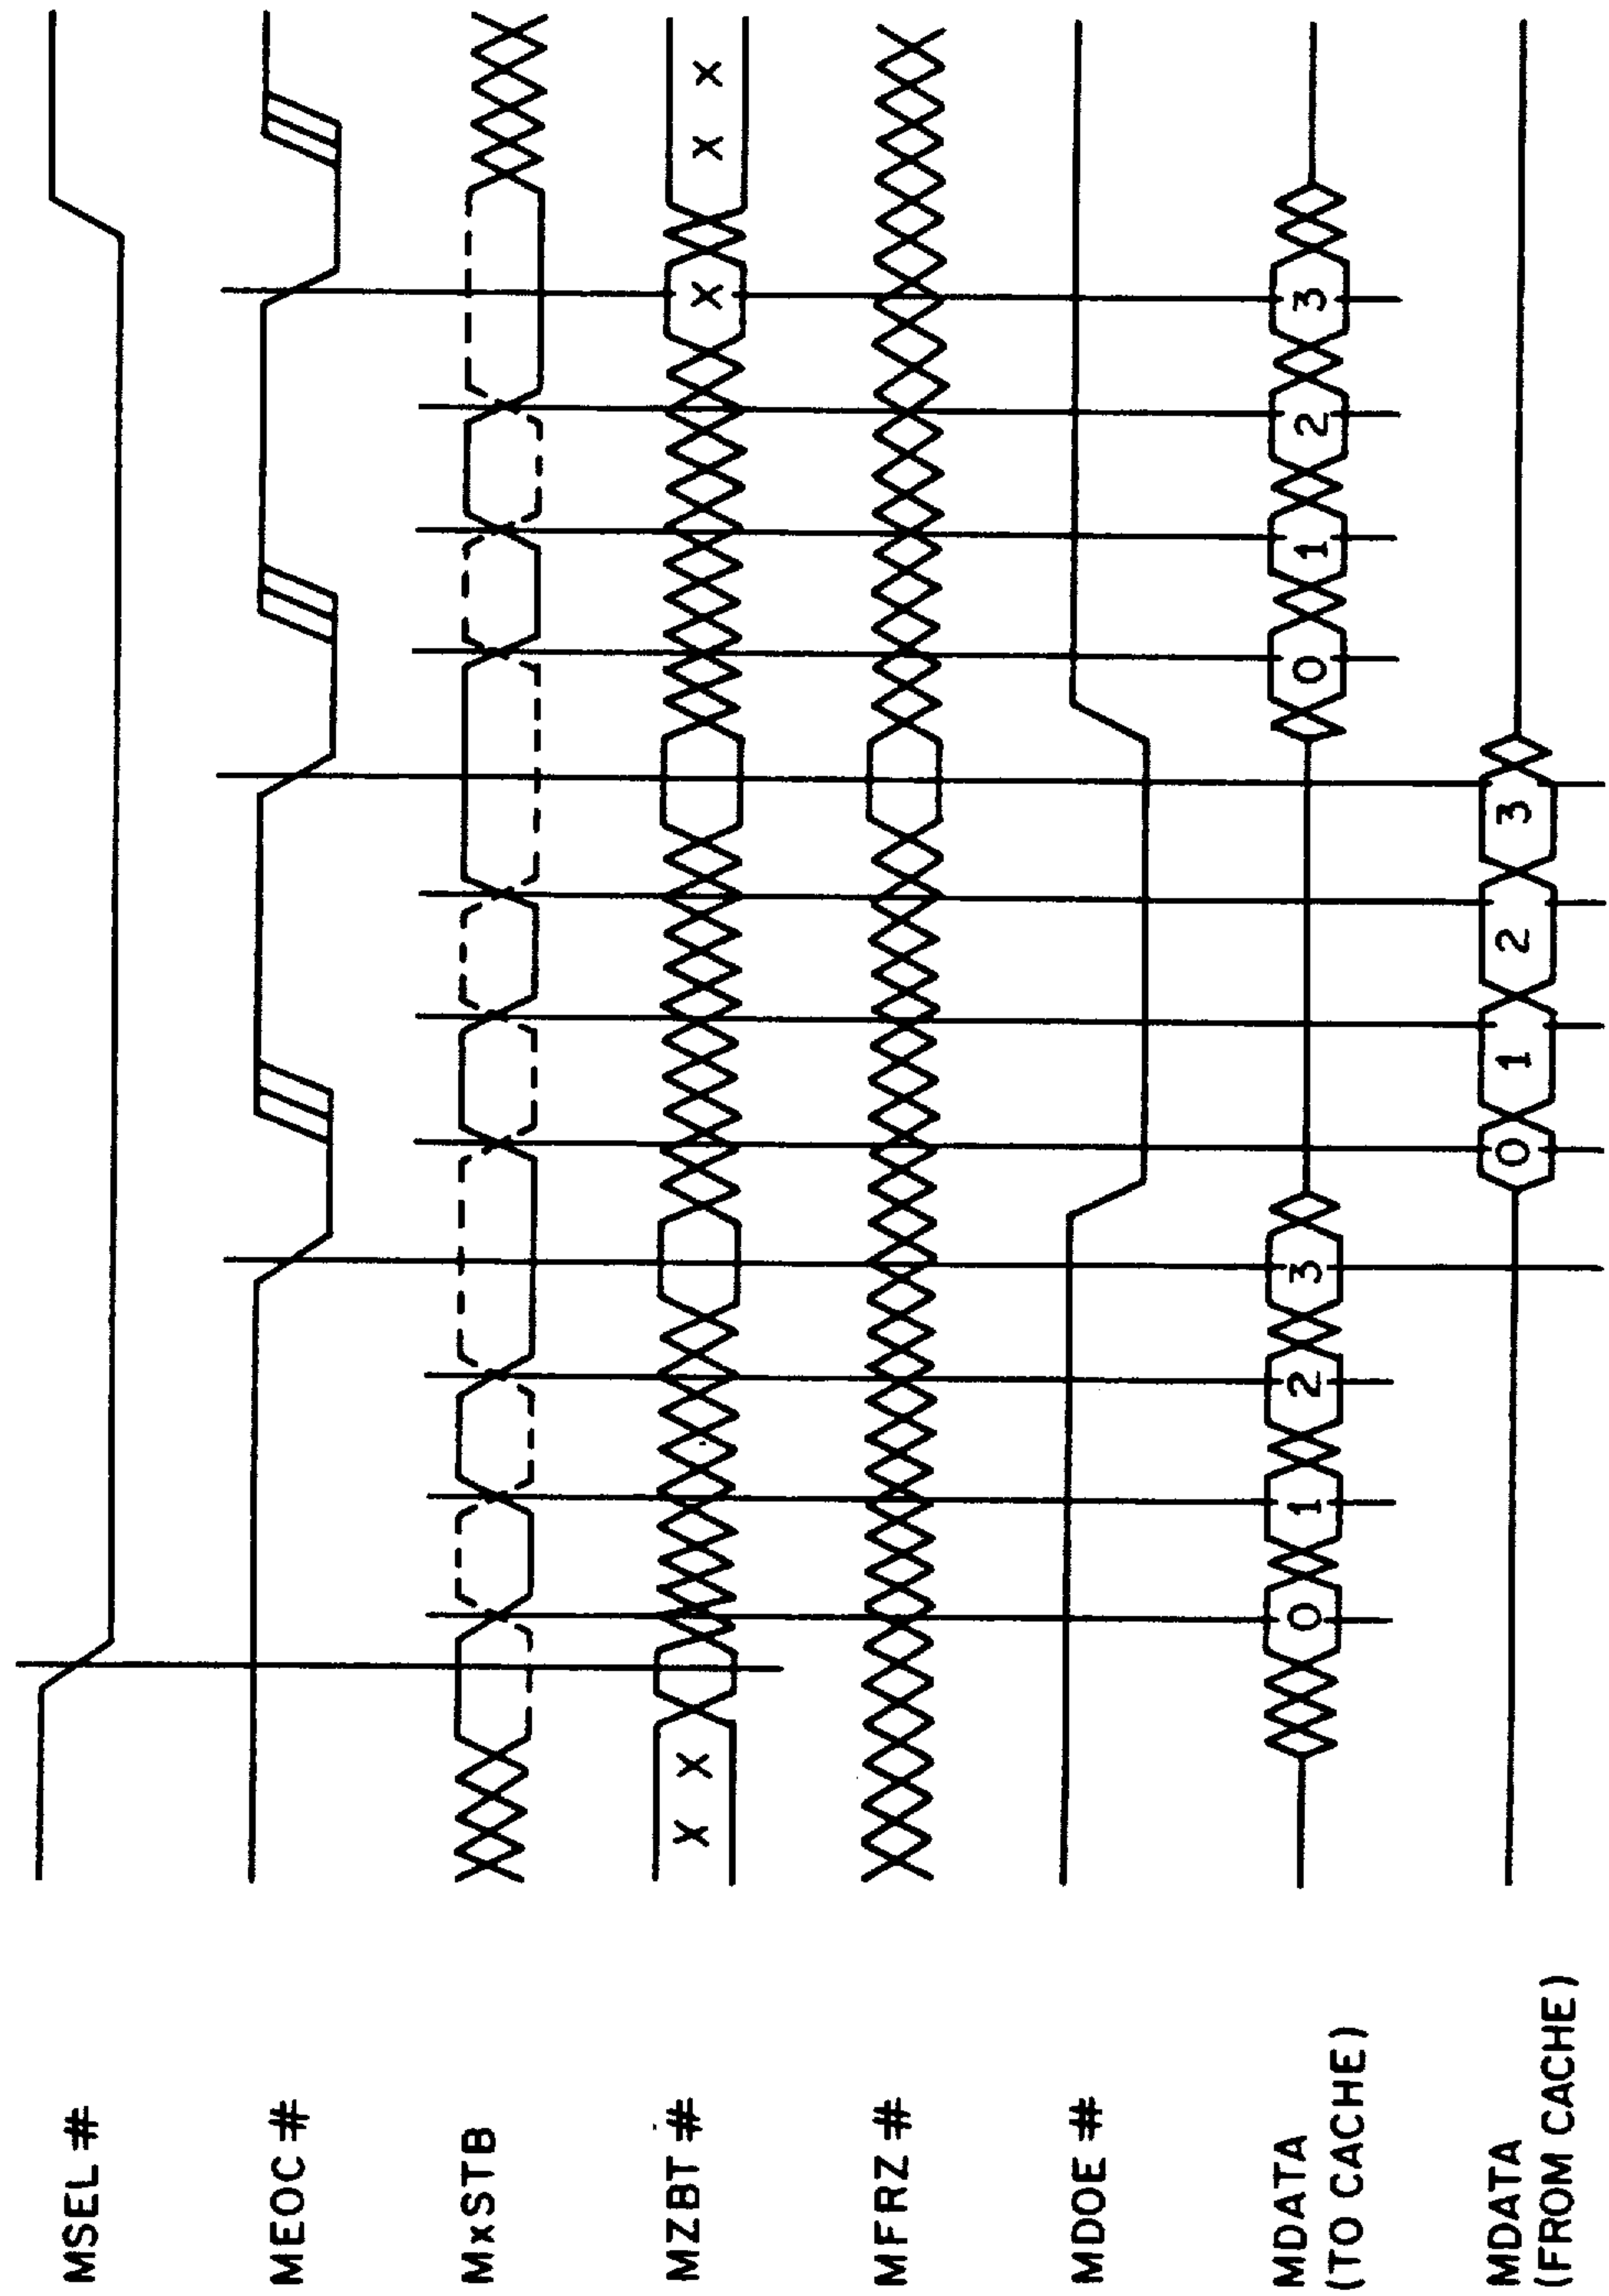 MSEL #
MEOC #
MxSTB
MZBT # X X X X X
MFRZ #
MDOE #
MDATA 0 1 2 3 0 1 2 3
(TO CACHE)
MDATA 0 1 2 3
(FROM CACHE)